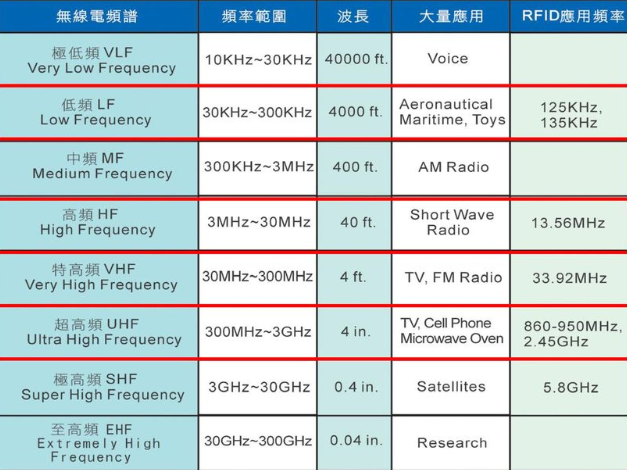 無線電頻譜 頻率範圍 波長 大量應用 RFID應用頻率
極低頻 VLF
Very Low Frequency
10KHz~30KHz
40000 ft.
Voice
低頻 LF
Low Frequency
30KHz~300KHz
4000 ft.
Aeronautical
Maritime, Toys
125KHz,
135KHz
中頻 MF
Medium Frequency
300KHz~3MHz
400 ft.
AM Radio
高頻 HF
High Frequency
3MHz~30MHz
40 ft.
Short Wave
Radio
13.56MHz
特高頻 VHF
Very High Frequency
30MHz~300MHz
4 ft.
TV, FM Radio
33.92MHz
超高頻 UHF
Ultra High Frequency
300MHz~3GHz
4 in.
TV, Cell Phone
Microwave Oven
860-950MHz,
2.45GHz
極高頻 SHF
Super High Frequency
3GHz~30GHz
0.4 in.
Satellites
5.8GHz
至高頻 EHF
Extremely High
Frequency
30GHz~300GHz
0.04 in.
Research